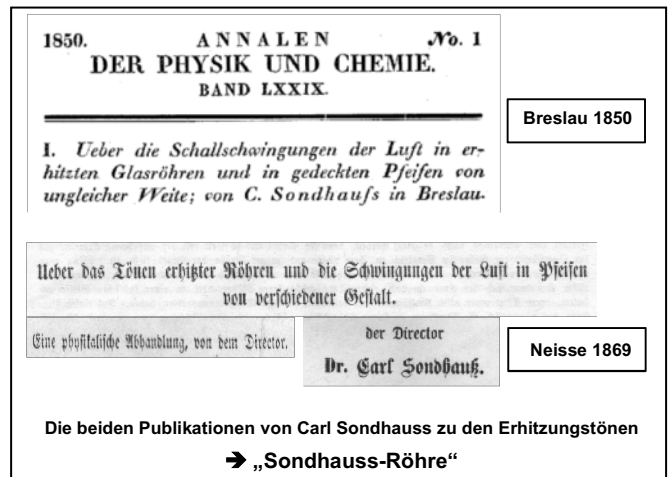 1850. ANNALEN No. 1
DER PHYSIK UND CHEMIE.
BAND LXXIX.
I. Ueber die Schallschwingungen der Luft in er-
hitzten Glasröhren und in gedeckten Pfeifen von
ungleicher Weite; von C. Sondhaufs in Breslau.
Breslau 1850
Ueber das Tönen erhitzter Röhren und die Schwingungen der Luft in Pfeifen
von verschiedener Gestalt.
Eine physikalische Abhandlung, von dem Director.
der Director
Dr. Carl Sondhauß.
Neisse 1869
Die beiden Publikationen von Carl Sondhauss zu den Erhitzungstönen
➔ „Sondhauss-Röhre“